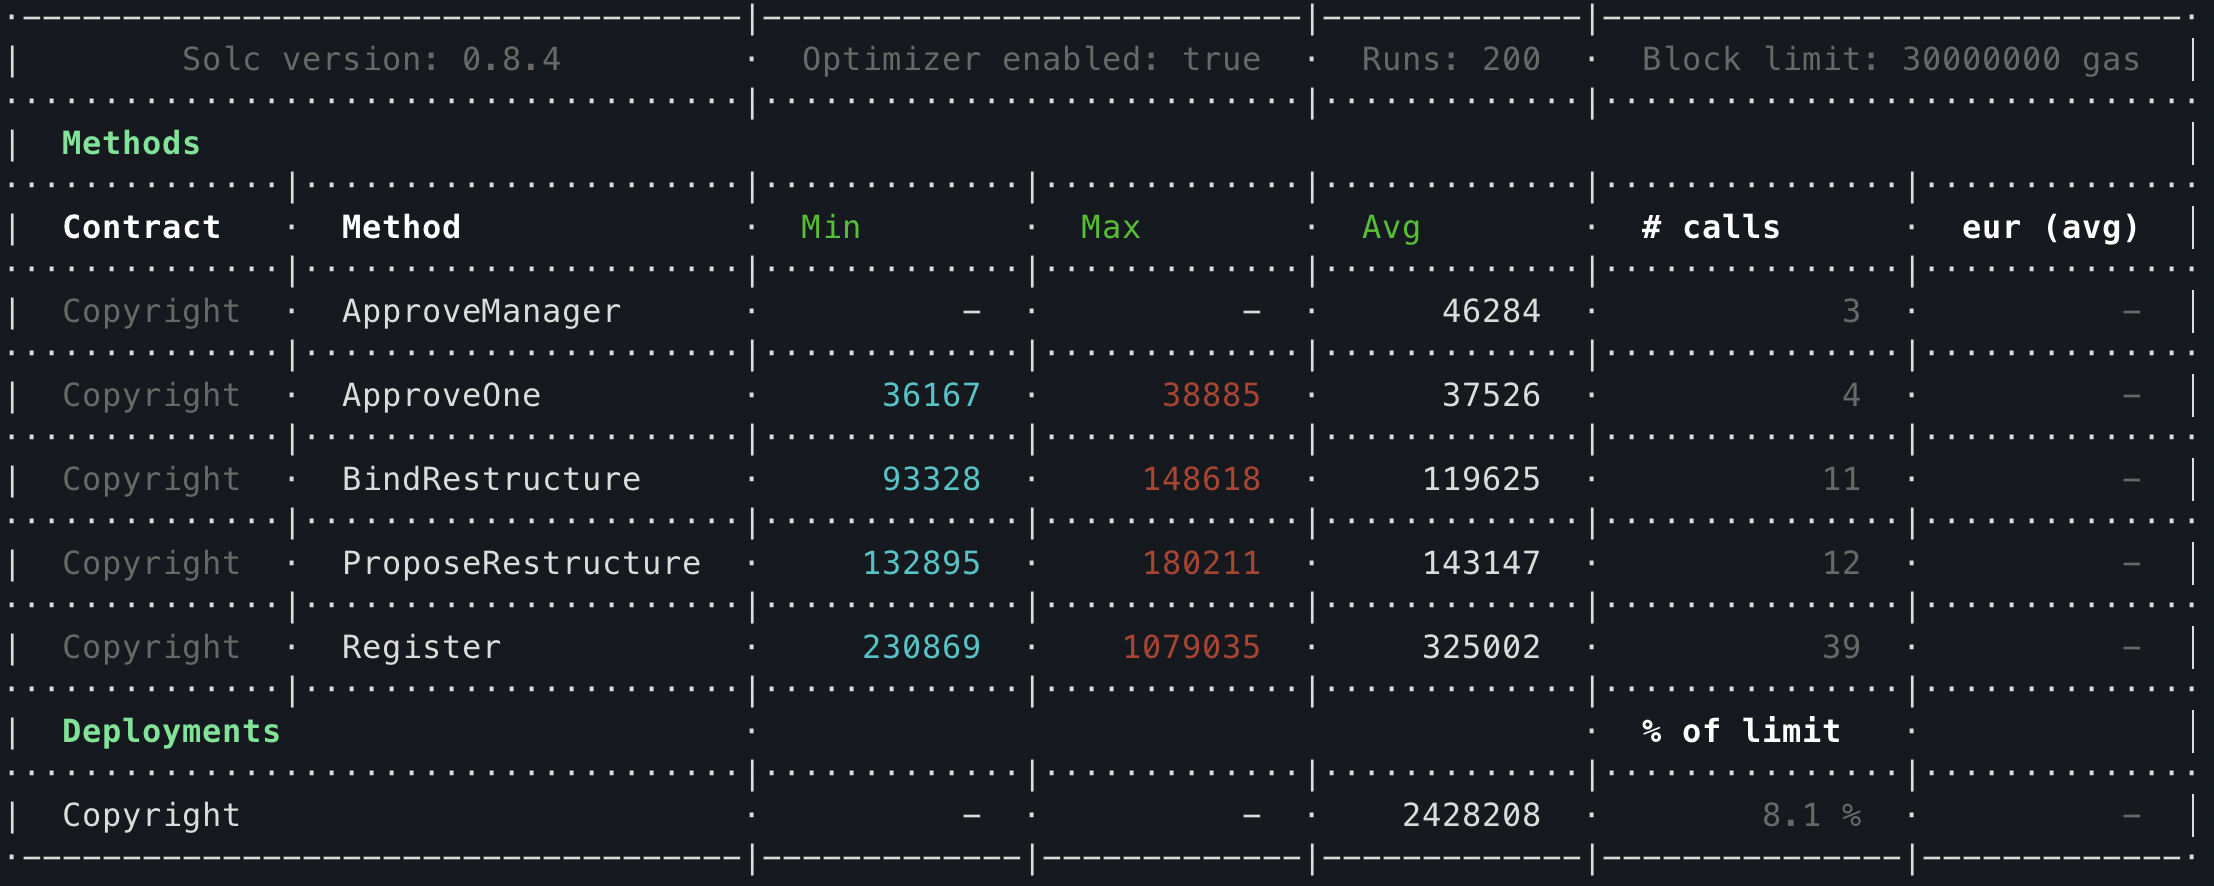 Solc version: 0.8.4 · Optimizer enabled: true · Runs: 200 · Block limit: 30000000 gas
Methods
Contract · Method · Min · Max · Avg · # calls · eur (avg)
Copyright · ApproveManager · - · - · 46284 · 3 · -
Copyright · ApproveOne · 36167 · 38885 · 37526 · 4 · -
Copyright · BindRestructure · 93328 · 148618 · 119625 · 11 · -
Copyright · ProposeRestructure · 132895 · 180211 · 143147 · 12 · -
Copyright · Register · 230869 · 1079035 · 325002 · 39 · -
Deployments · · % of limit ·
Copyright · - · - · 2428208 · 8.1 % · -